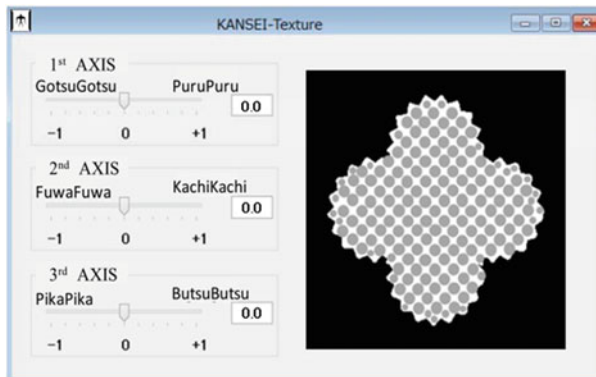 KANSEI-Texture
1st AXIS
GotsuGotsu PuruPuru
0.0
−1 0 +1
2nd AXIS
FuwaFuwa KachiKachi
0.0
−1 0 +1
3rd AXIS
PikaPika ButsuButsu
0.0
−1 0 +1